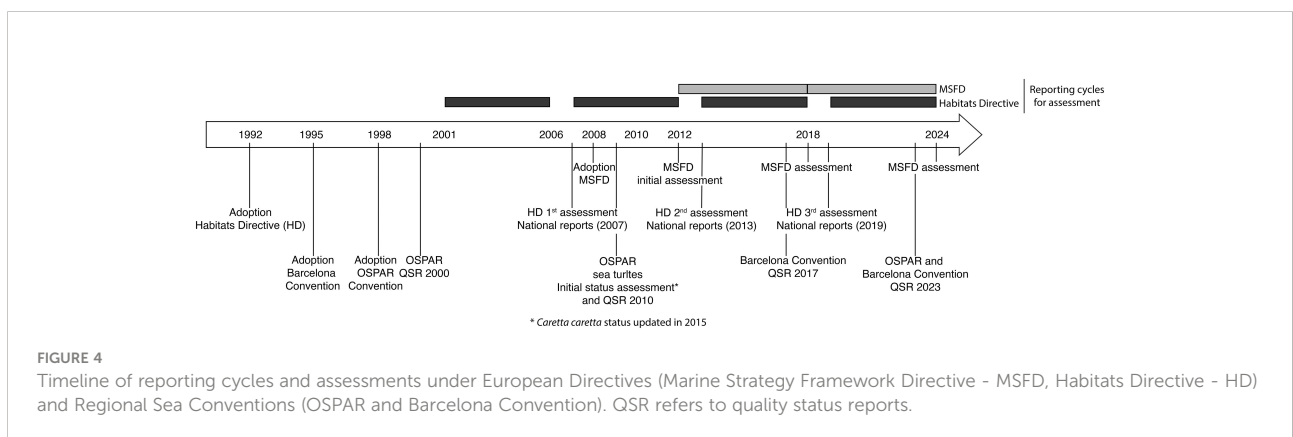 MSFD
Habitats Directive
Reporting cycles
for assessment
1992 1995 1998 2001 2006 2008 2010 2012 2018 2024
Adoption
MSFD
MSFD
initial assessment
MSFD assessment
MSFD assessment
Adoption
Habitats Directive (HD)
HD 1st assessment
National reports (2007)
HD 2nd assessment
National reports (2013)
HD 3rd assessment
National reports (2019)
Adoption
Barcelona
Convention
Adoption
OSPAR
Convention
OSPAR
QSR 2000
OSPAR
sea turltes
Initial status assessment*
and QSR 2010
Barcelona Convention
QSR 2017
OSPAR and
Barcelona Convention
QSR 2023
* Caretta caretta status updated in 2015
FIGURE 4
Timeline of reporting cycles and assessments under European Directives (Marine Strategy Framework Directive - MSFD, Habitats Directive - HD)
and Regional Sea Conventions (OSPAR and Barcelona Convention). QSR refers to quality status reports.